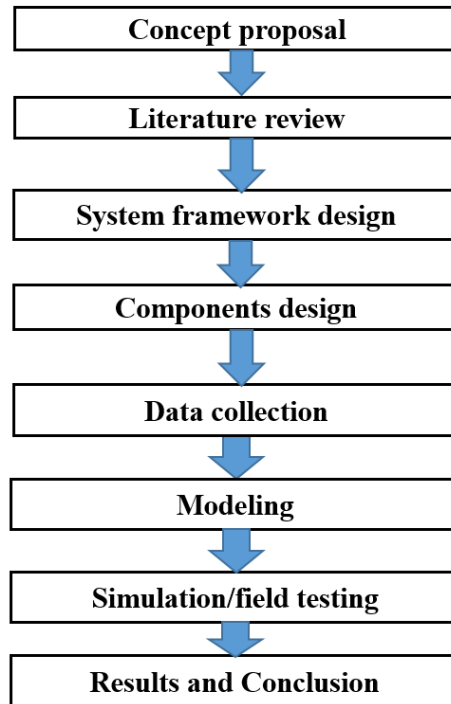 Concept proposal
Literature review
System framework design
Components design
Data collection
Modeling
Simulation/field testing
Results and Conclusion